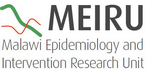 MEIRU
Malawi Epidemiology and
Intervention Research Unit